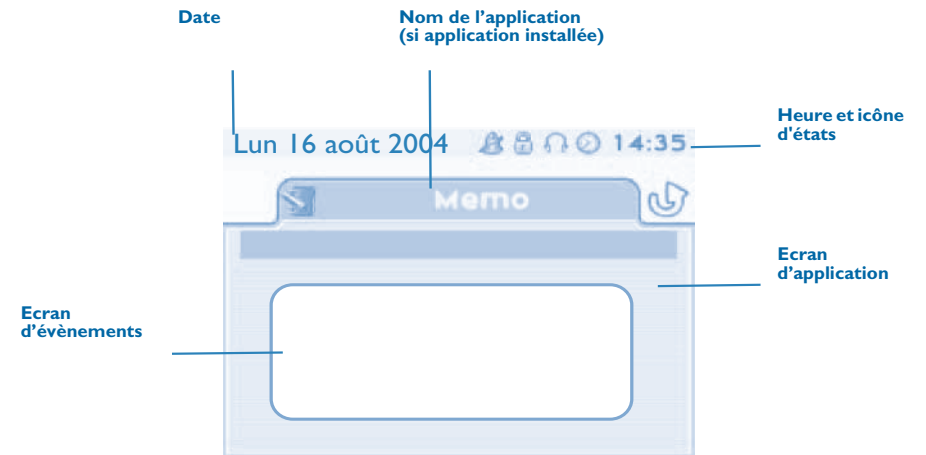 Date
Nom de l’application
(si application installée)
Heure et icône
d'états
Lun 16 août 2004 14:35
Memo
Ecran
d’application
Ecran
d’évènements